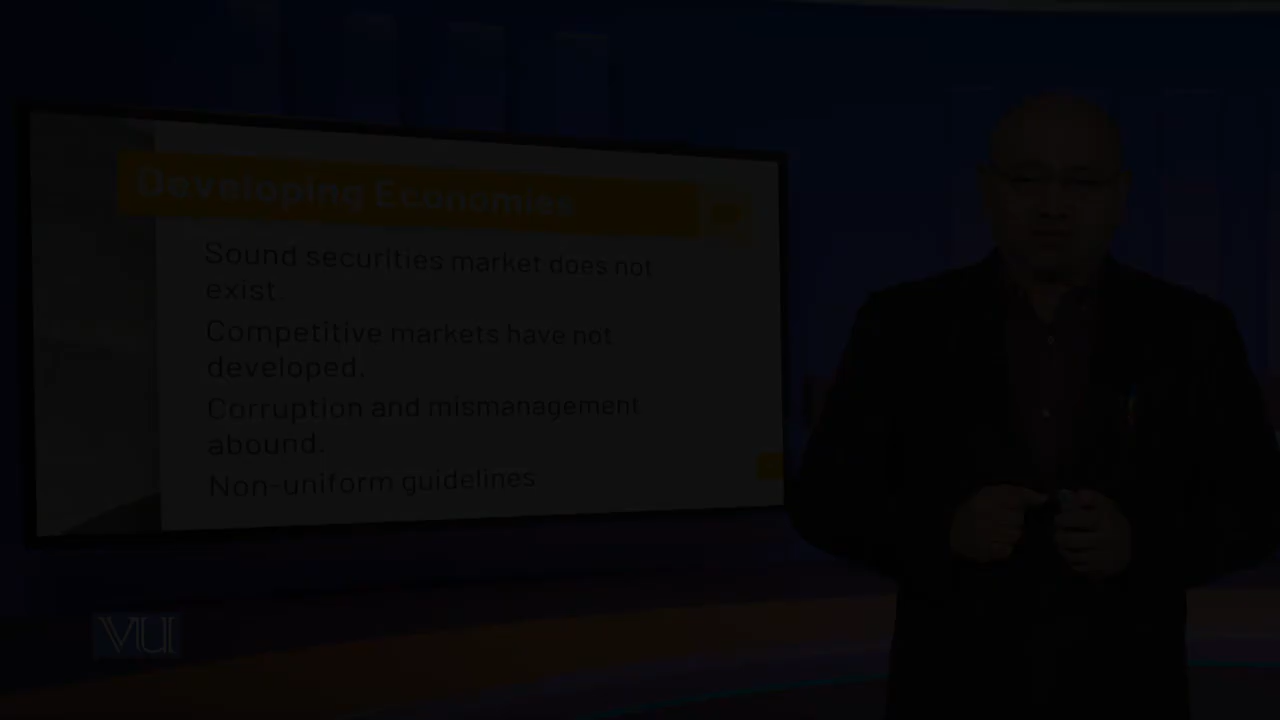 Developing Economies
Sound securities market does not
exist.
Competitive markets have not
developed.
Corruption and mismanagement
abound.
Non-uniform guidelines
VU